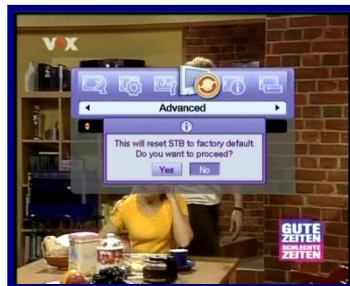 VOX
Advanced
This will reset STB to factory default.
Do you want to proceed?
Yes
No
GUTE
ZEITEN
SCHLECHTE
ZEITEN